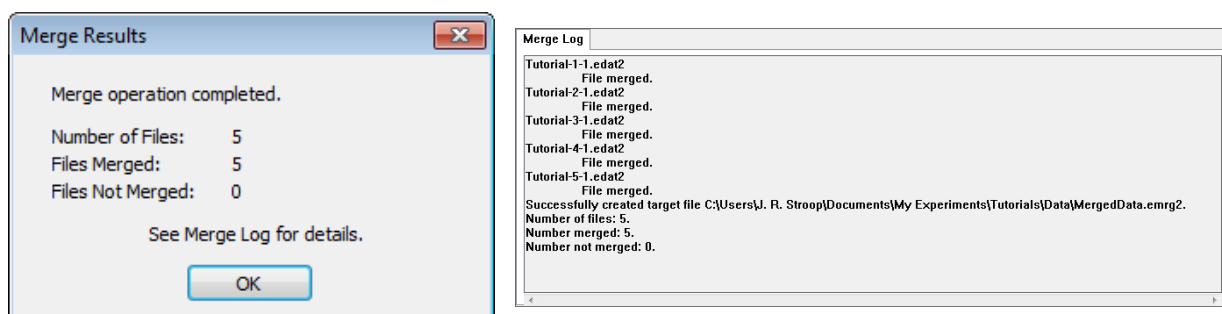 Merge Results
Merge operation completed.
Number of Files: 5
Files Merged: 5
Files Not Merged: 0
See Merge Log for details.
OK
Merge Log
Tutorial-1-1.edat2
File merged.
Tutorial-2-1.edat2
File merged.
Tutorial-3-1.edat2
File merged.
Tutorial-4-1.edat2
File merged.
Tutorial-5-1.edat2
File merged.
Successfully created target file C:\Users\J. R. Stroop\Documents\My Experiments\Tutorials\Data\MergedData.emrg2.
Number of files: 5.
Number merged: 5.
Number not merged: 0.